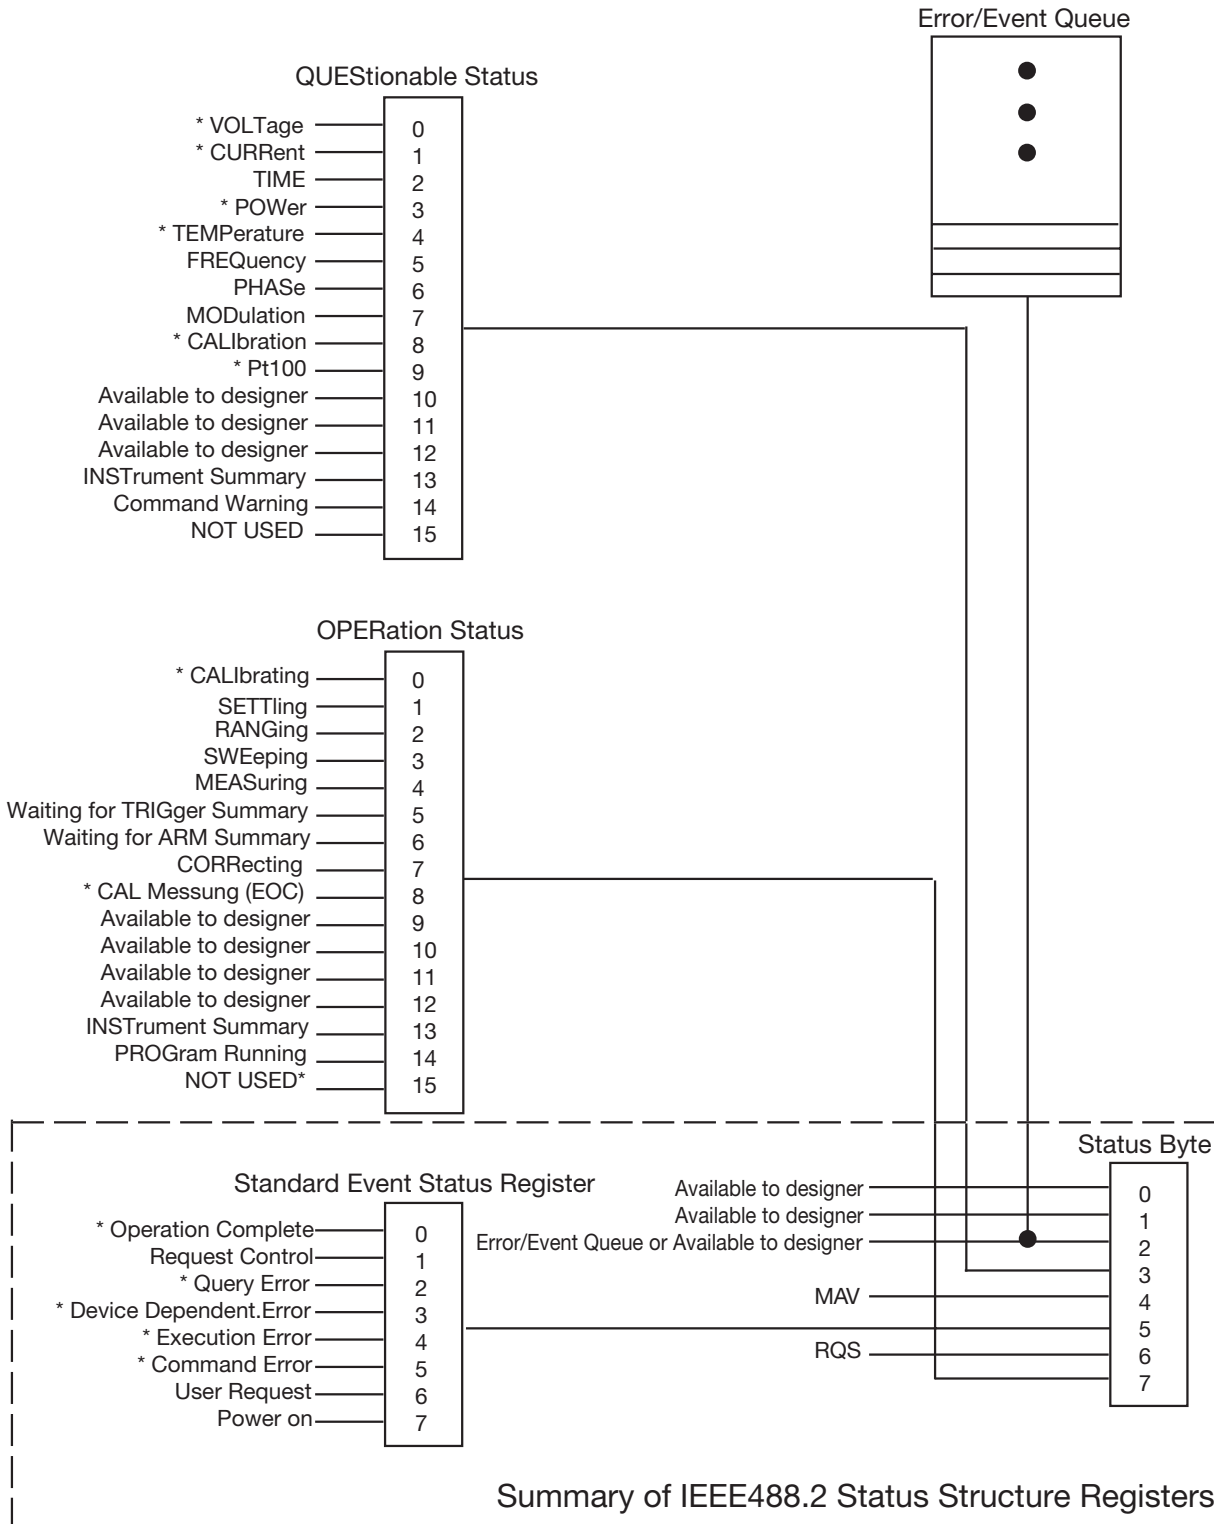 Error/Event Queue
QUEStionable Status
* VOLTage 0
* CURRent 1
TIME 2
* POWer 3
* TEMPerature 4
FREQuency 5
PHASe 6
MODulation 7
* CALIbration 8
* Pt100 9
Available to designer 10
Available to designer 11
Available to designer 12
INSTrument Summary 13
Command Warning 14
NOT USED 15
OPERation Status
* CALIbrating 0
SETTling 1
RANGing 2
SWEeping 3
MEASuring 4
Waiting for TRIGger Summary 5
Waiting for ARM Summary 6
CORRecting 7
* CAL Messung (EOC) 8
Available to designer 9
Available to designer 10
Available to designer 11
Available to designer 12
INSTrument Summary 13
PROGram Running 14
NOT USED* 15
Standard Event Status Register
* Operation Complete 0
Request Control 1
* Query Error 2
* Device Dependent.Error 3
* Execution Error 4
* Command Error 5
User Request 6
Power on 7
Status Byte
Available to designer 0
Available to designer 1
Error/Event Queue or Available to designer 2
3
MAV 4
5
RQS 6
7
Summary of IEEE488.2 Status Structure Registers